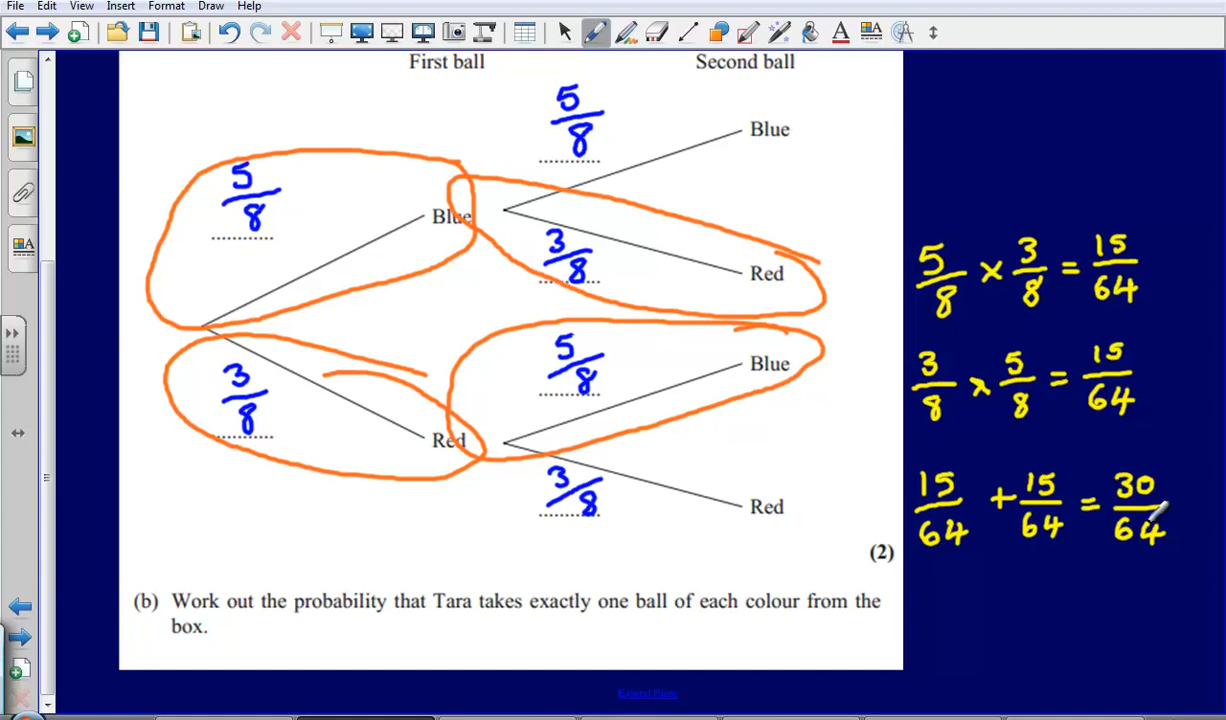 File Edit View Insert Format Draw Help
First ball Second ball
5/8
Blue
5/8
Blue
3/8
Red
5/8 × 3/8 = 15/64
5/8
Blue
3/8 × 5/8 = 15/64
3/8
Red
3/8
Red
15/64 + 15/64 = 30/64
(2)
(b) Work out the probability that Tara takes exactly one ball of each colour from the
box.
Extend Page